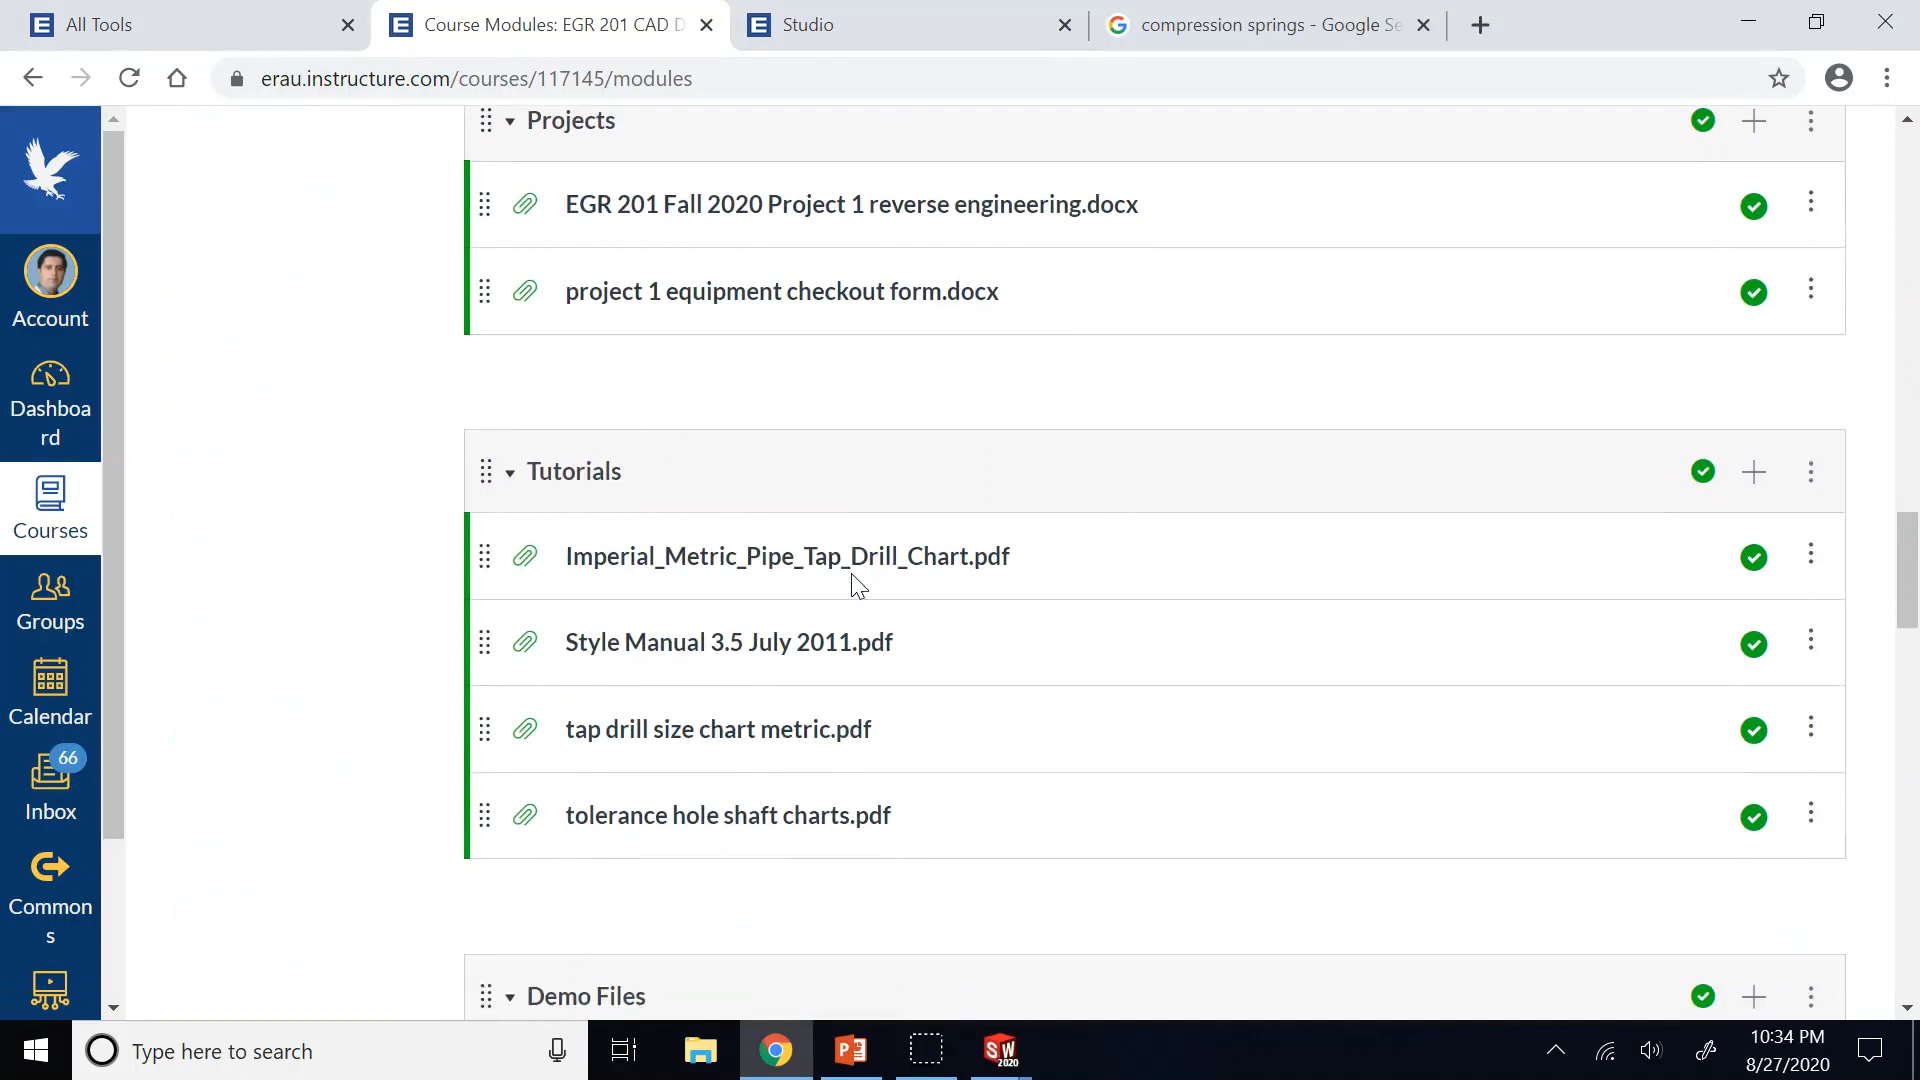 All Tools
Course Modules: EGR 201 CAD D
Studio
compression springs - Google Se
erau.instructure.com/courses/117145/modules
Projects
EGR 201 Fall 2020 Project 1 reverse engineering.docx
project 1 equipment checkout form.docx
Account
Dashboa
rd
Tutorials
Courses
Imperial_Metric_Pipe_Tap_Drill_Chart.pdf
Groups
Style Manual 3.5 July 2011.pdf
Calendar
tap drill size chart metric.pdf
66
Inbox
tolerance hole shaft charts.pdf
Common
s
Demo Files
Type here to search
SW
2020
10:34 PM
8/27/2020